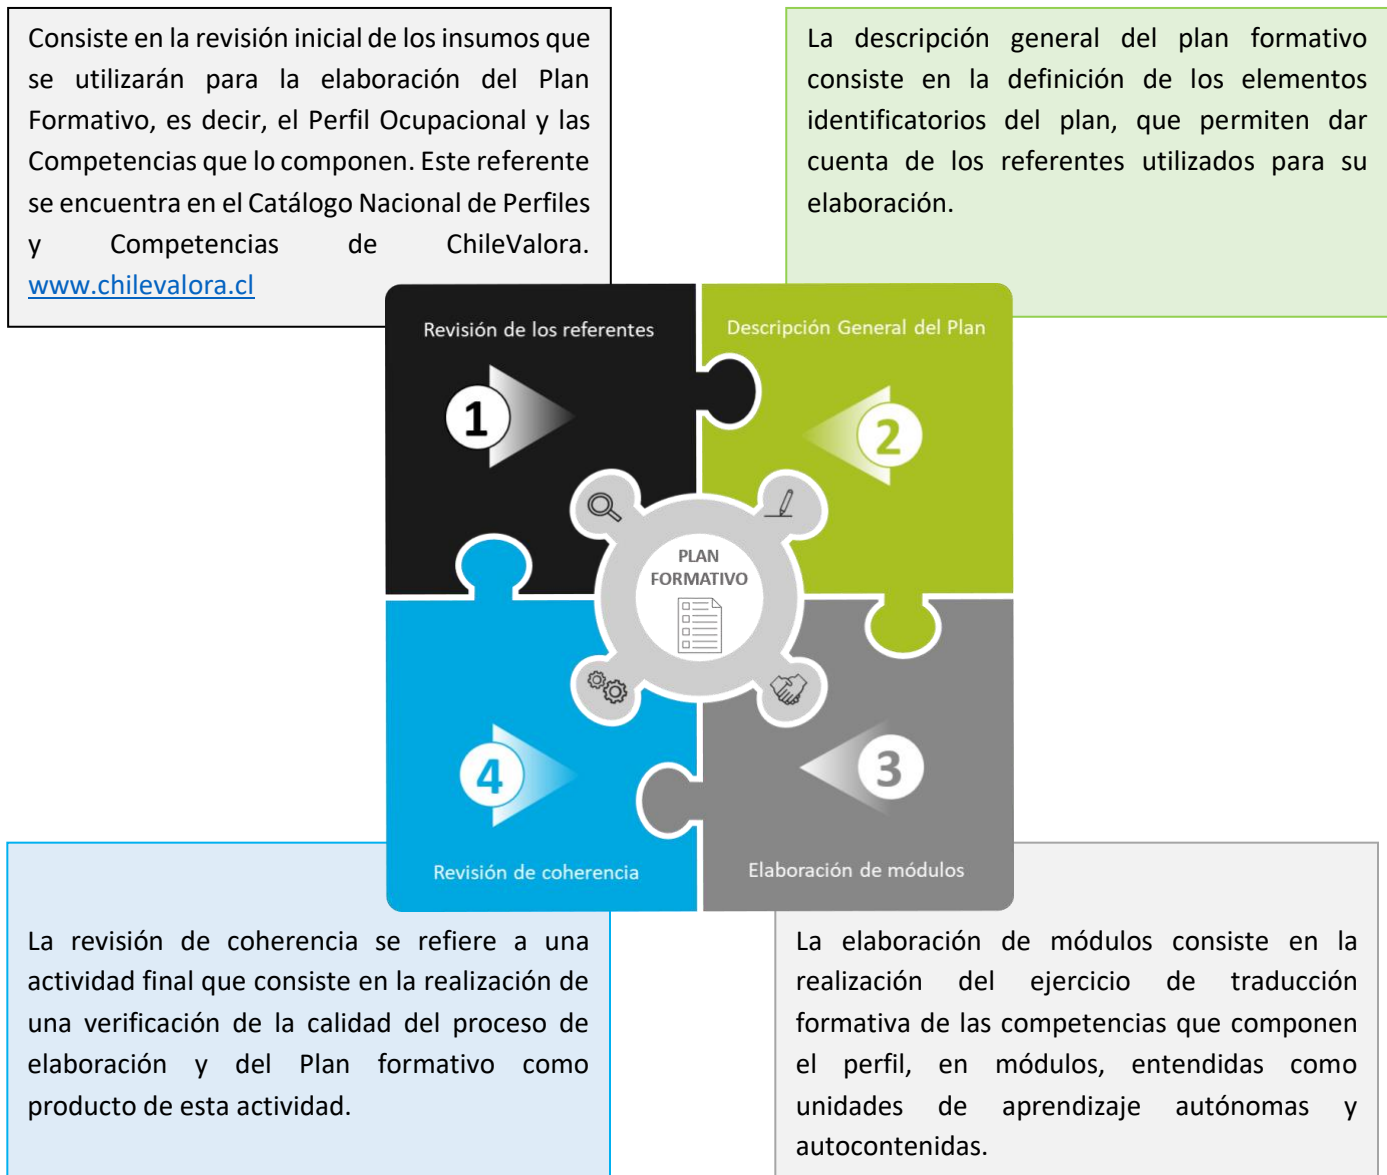 Consiste en la revisión inicial de los insumos que
se utilizarán para la elaboración del Plan
Formativo, es decir, el Perfil Ocupacional y las
Competencias que lo componen. Este referente
se encuentra en el Catálogo Nacional de Perfiles
y Competencias de ChileValora.
www.chilevalora.cl
La descripción general del plan formativo
consiste en la definición de los elementos
identificatorios del plan, que permiten dar
cuenta de los referentes utilizados para su
elaboración.
Revisión de los referentes
1
Descripción General del Plan
2
PLAN
FORMATIVO
4
Revisión de coherencia
3
Elaboración de módulos
La revisión de coherencia se refiere a una
actividad final que consiste en la realización de
una verificación de la calidad del proceso de
elaboración y del Plan formativo como
producto de esta actividad.
La elaboración de módulos consiste en la
realización del ejercicio de traducción
formativa de las competencias que componen
el perfil, en módulos, entendidas como
unidades de aprendizaje autónomas y
autocontenidas.